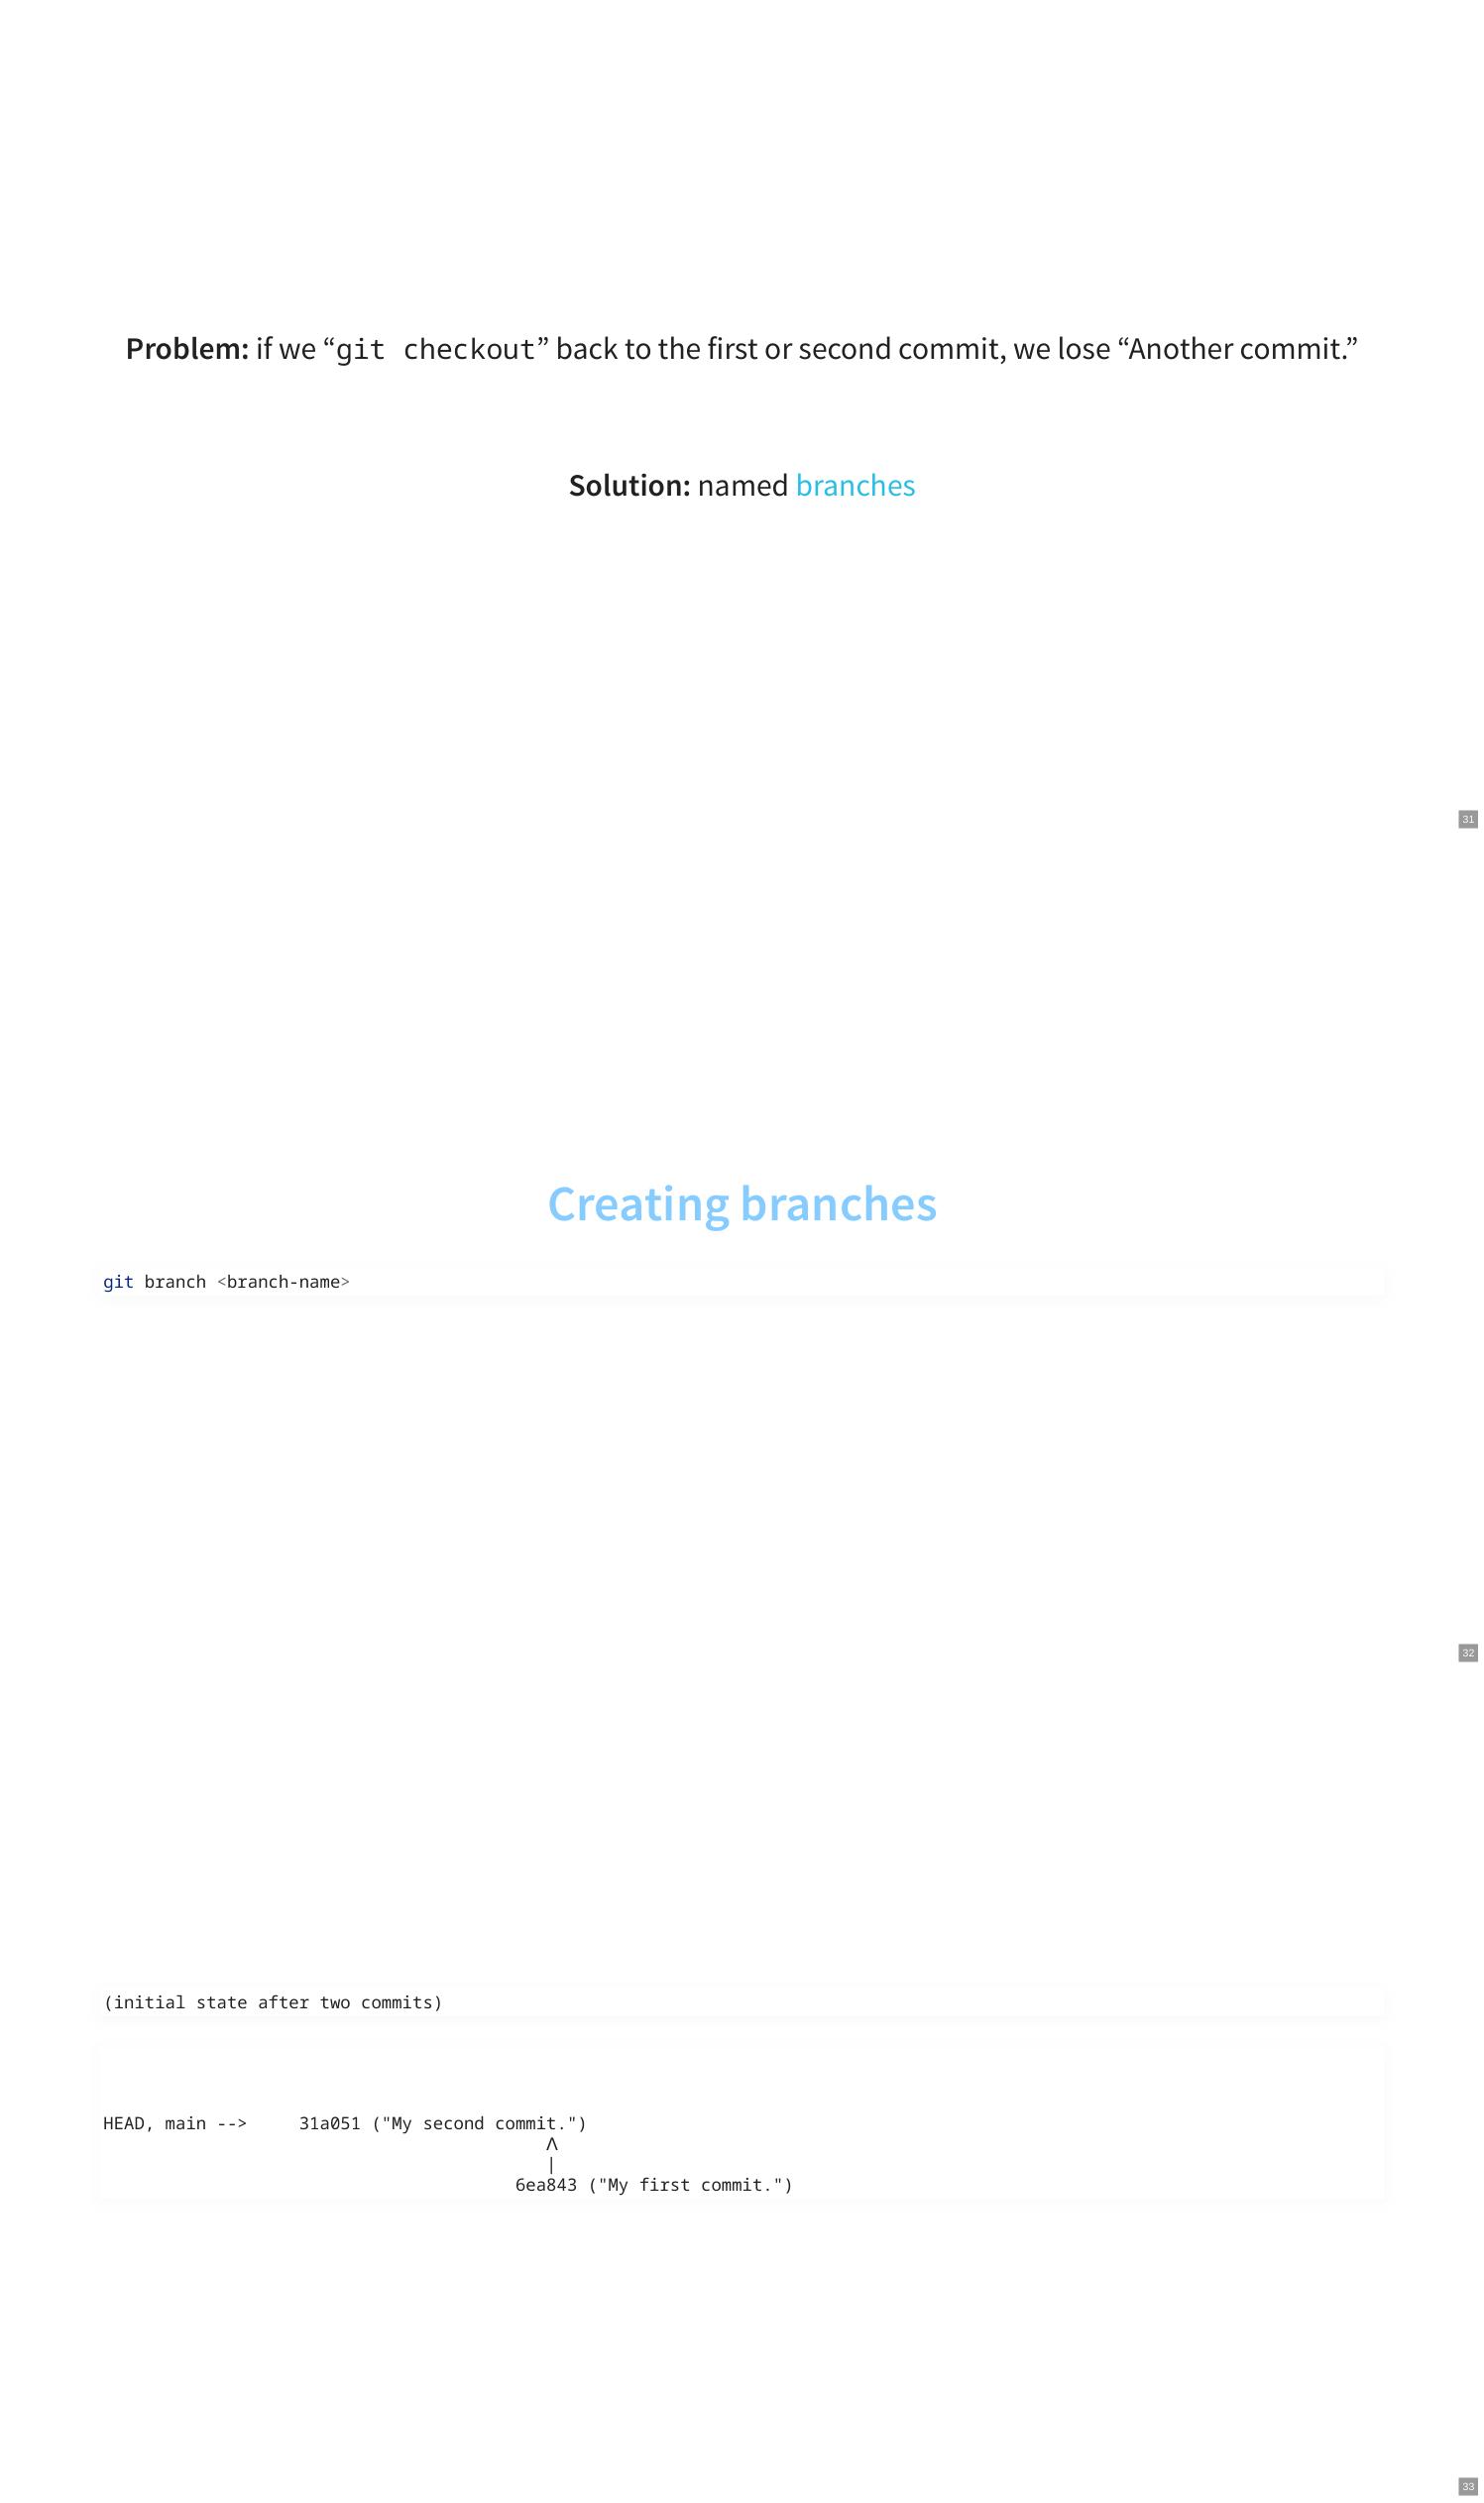 Problem: if we “git checkout” back to the first or second commit, we lose “Another commit.”
Solution: named branches
31
Creating branches
git branch <branch-name>
32
(initial state after two commits)
HEAD, main -->     31a051 ("My second commit.")
^
|
6ea843 ("My first commit.")
33